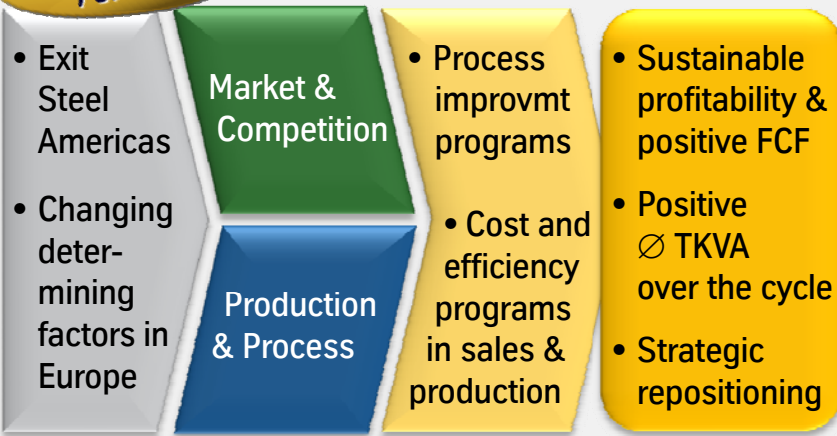 • Exit
Steel
Americas
• Changing
deter-
mining
factors in
Europe
Market &
Competition
Production
& Process
• Process
improvmt
programs
• Cost and
efficiency
programs
in sales &
production
• Sustainable
profitability &
positive FCF
• Positive
∅ TKVA
over the cycle
• Strategic
repositioning